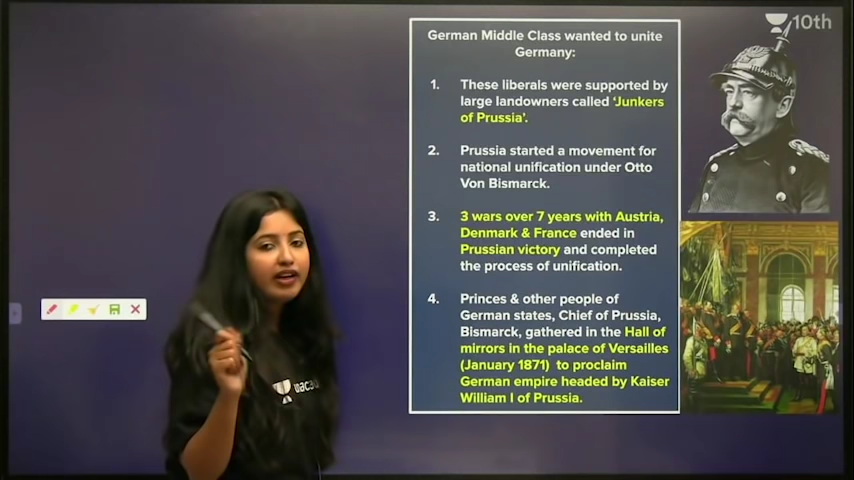 10th
German Middle Class wanted to unite
Germany:
1. These liberals were supported by
large landowners called ‘Junkers
of Prussia’.
2. Prussia started a movement for
national unification under Otto
Von Bismarck.
3. 3 wars over 7 years with Austria,
Denmark & France ended in
Prussian victory and completed
the process of unification.
4. Princes & other people of
German states, Chief of Prussia,
Bismarck, gathered in the Hall of
mirrors in the palace of Versailles
(January 1871) to proclaim
German empire headed by Kaiser
William I of Prussia.